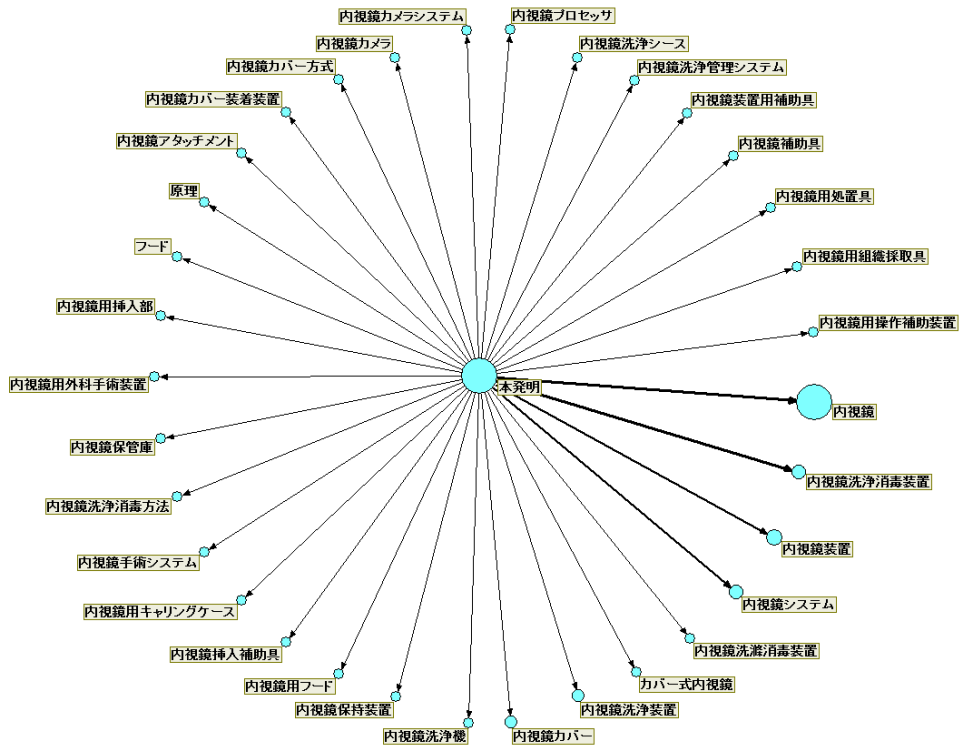 内視鏡カメラシステム
内視鏡プロセッサ
内視鏡カメラ
内視鏡洗浄シース
内視鏡カバー方式
内視鏡洗浄管理システム
内視鏡カバー装着装置
内視鏡装置用補助具
内視鏡アタッチメント
内視鏡補助具
原理
内視鏡用処置具
フード
内視鏡用組織採取具
内視鏡用挿入部
内視鏡用操作補助装置
内視鏡用外科手術装置
本発明
内視鏡
内視鏡保管庫
内視鏡洗浄消毒装置
内視鏡洗浄消毒方法
内視鏡装置
内視鏡手術システム
内視鏡システム
内視鏡用キャリングケース
内視鏡挿入補助具
内視鏡洗滌消毒装置
内視鏡用フード
カバー式内視鏡
内視鏡保持装置
内視鏡洗浄装置
内視鏡洗浄機
内視鏡カバー